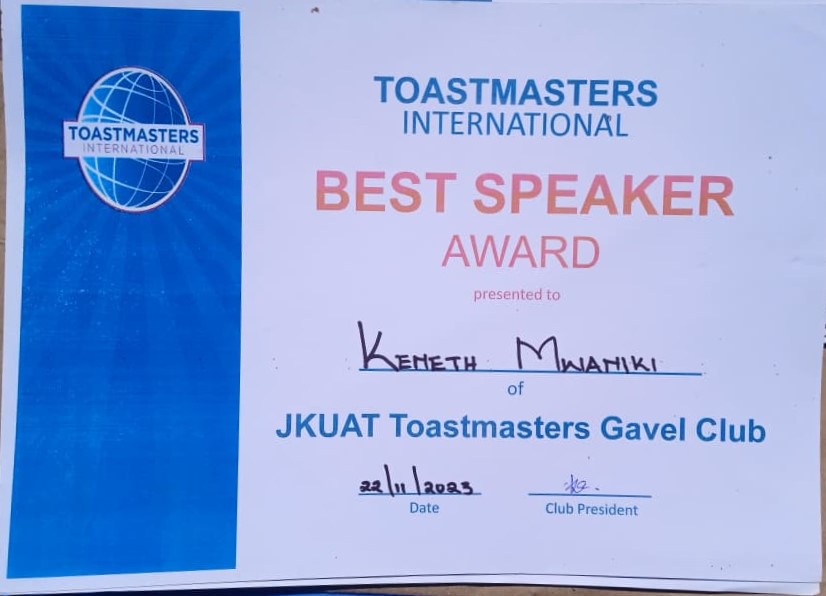 TOASTMASTERS
INTERNATIONAL
TOASTMASTERS
INTERNATIONAL
BEST SPEAKER
AWARD
presented to
KENETH MWANIKI
of
JKUAT Toastmasters Gavel Club
22/11/2023
Date
Club President